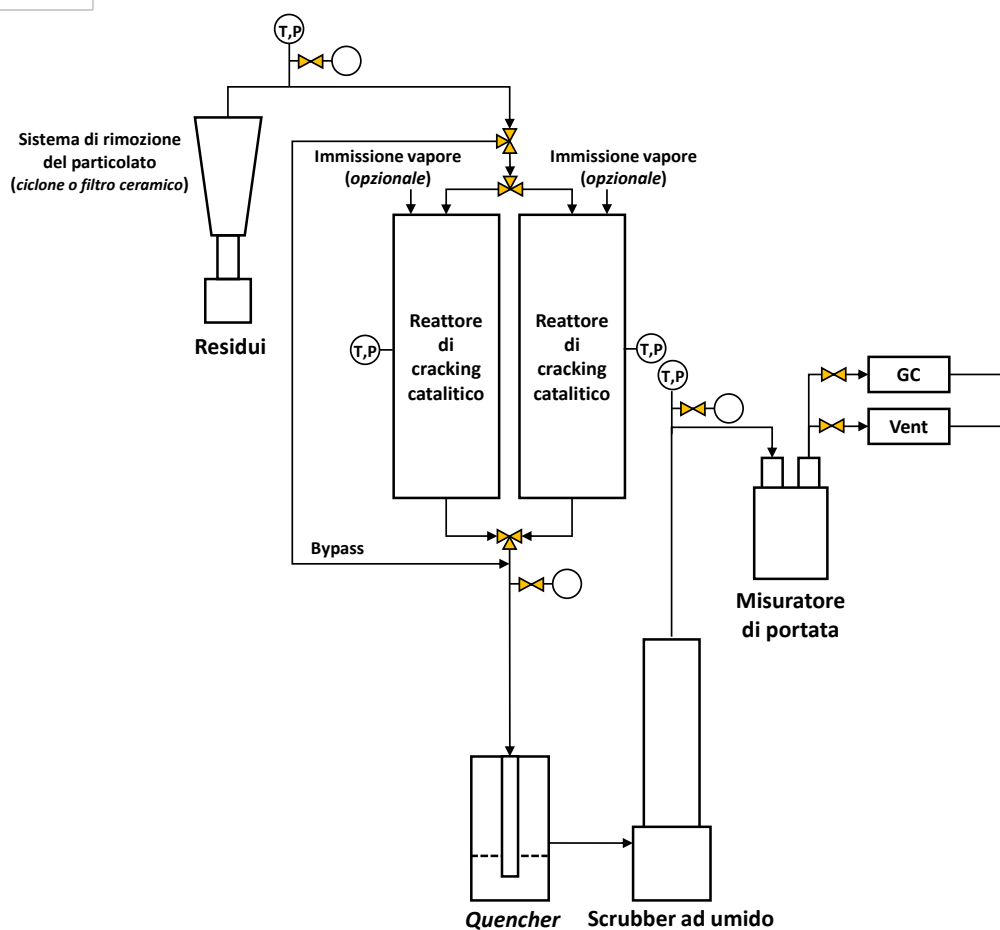 T,P
Sistema di rimozione
del particolato
(ciclone o filtro ceramico)
Residui
Immissione vapore
(opzionale)
Immissione vapore
(opzionale)
Reattore
di
cracking
catalitico
Reattore
di
cracking
catalitico
T,P
T,P
T,P
GC
Vent
Bypass
Misuratore
di portata
Quencher
Scrubber ad umido